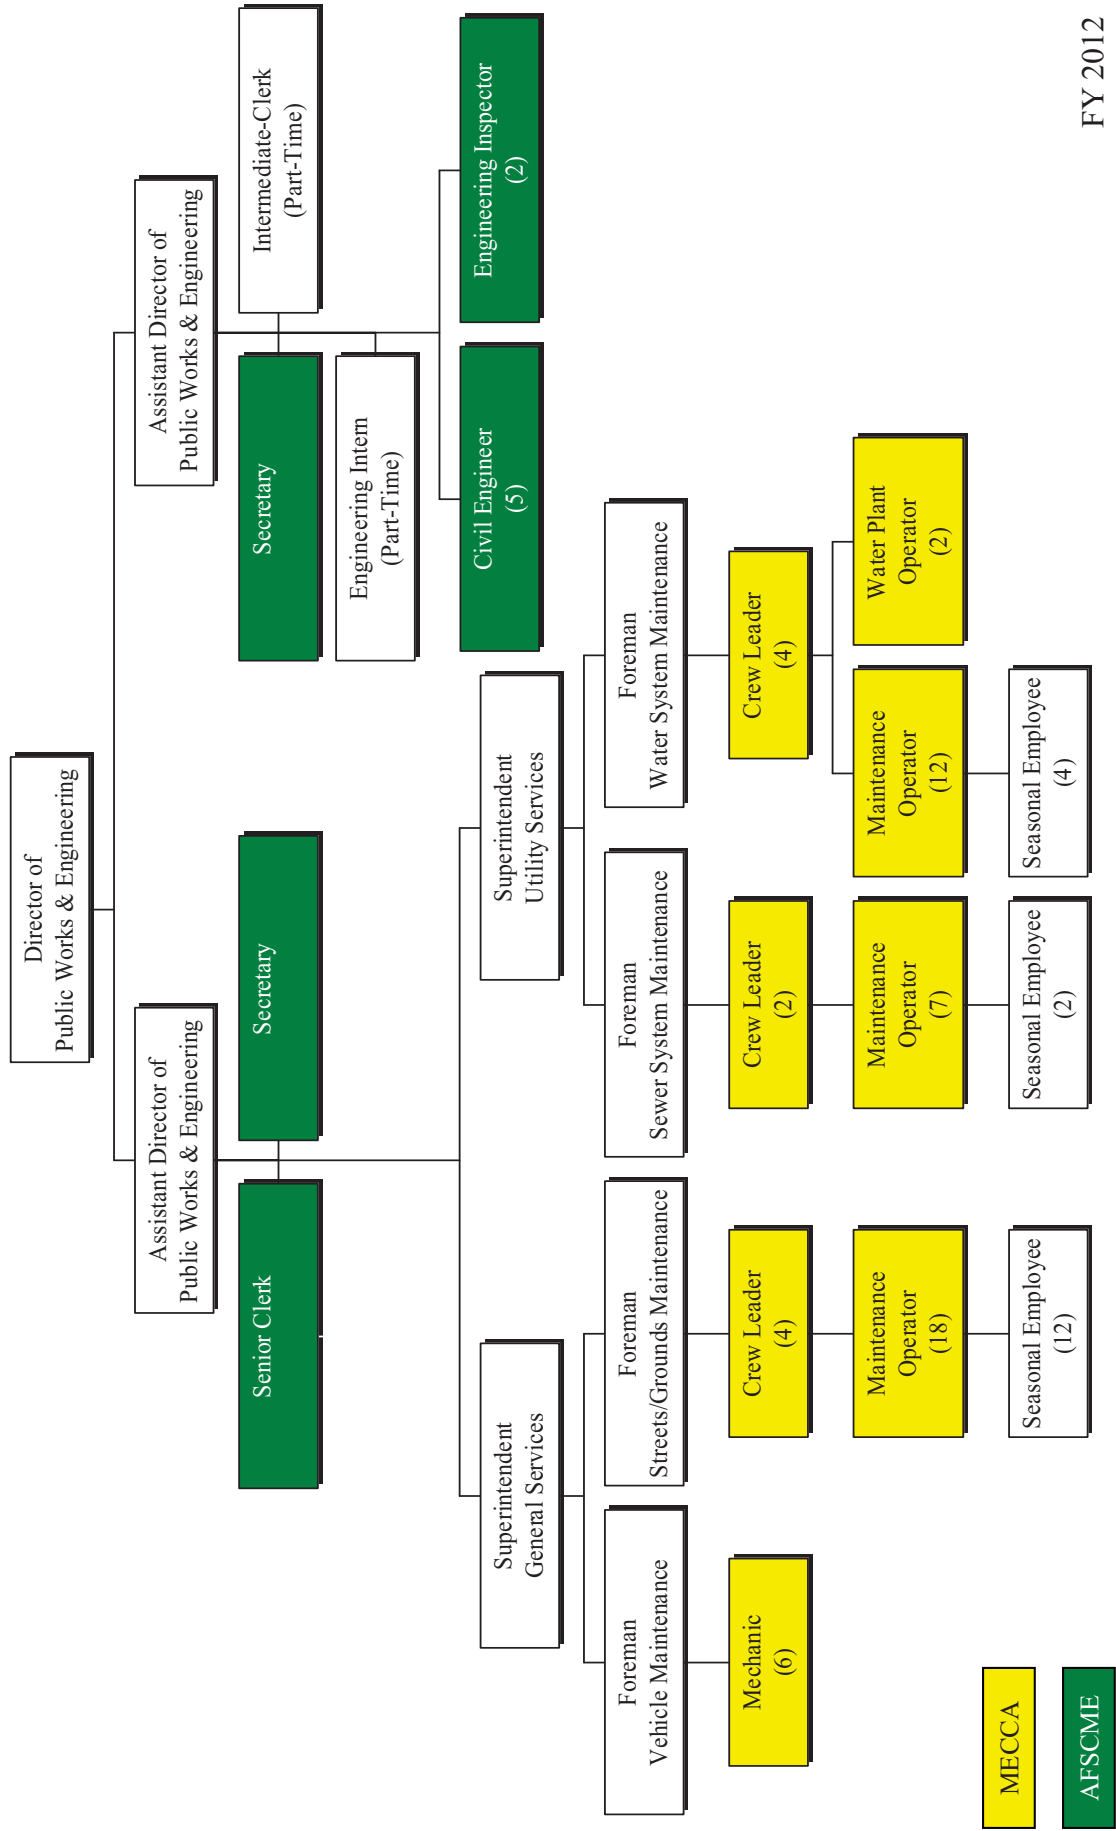 Director of
Public Works & Engineering
Assistant Director of
Public Works & Engineering
Assistant Director of
Public Works & Engineering
Senior Clerk
Secretary
Secretary
Intermediate-Clerk
(Part-Time)
Engineering Intern
(Part-Time)
Superintendent
General Services
Superintendent
Utility Services
Civil Engineer
(5)
Engineering Inspector
(2)
Foreman
Vehicle Maintenance
Foreman
Streets/Grounds Maintenance
Foreman
Sewer System Maintenance
Foreman
Water System Maintenance
Mechanic
(6)
Crew Leader
(4)
Crew Leader
(2)
Crew Leader
(4)
Maintenance
Operator
(18)
Maintenance
Operator
(7)
Maintenance
Operator
(12)
Water Plant
Operator
(2)
Seasonal Employee
(12)
Seasonal Employee
(2)
Seasonal Employee
(4)
MECCA
AFSCME
FY 2012